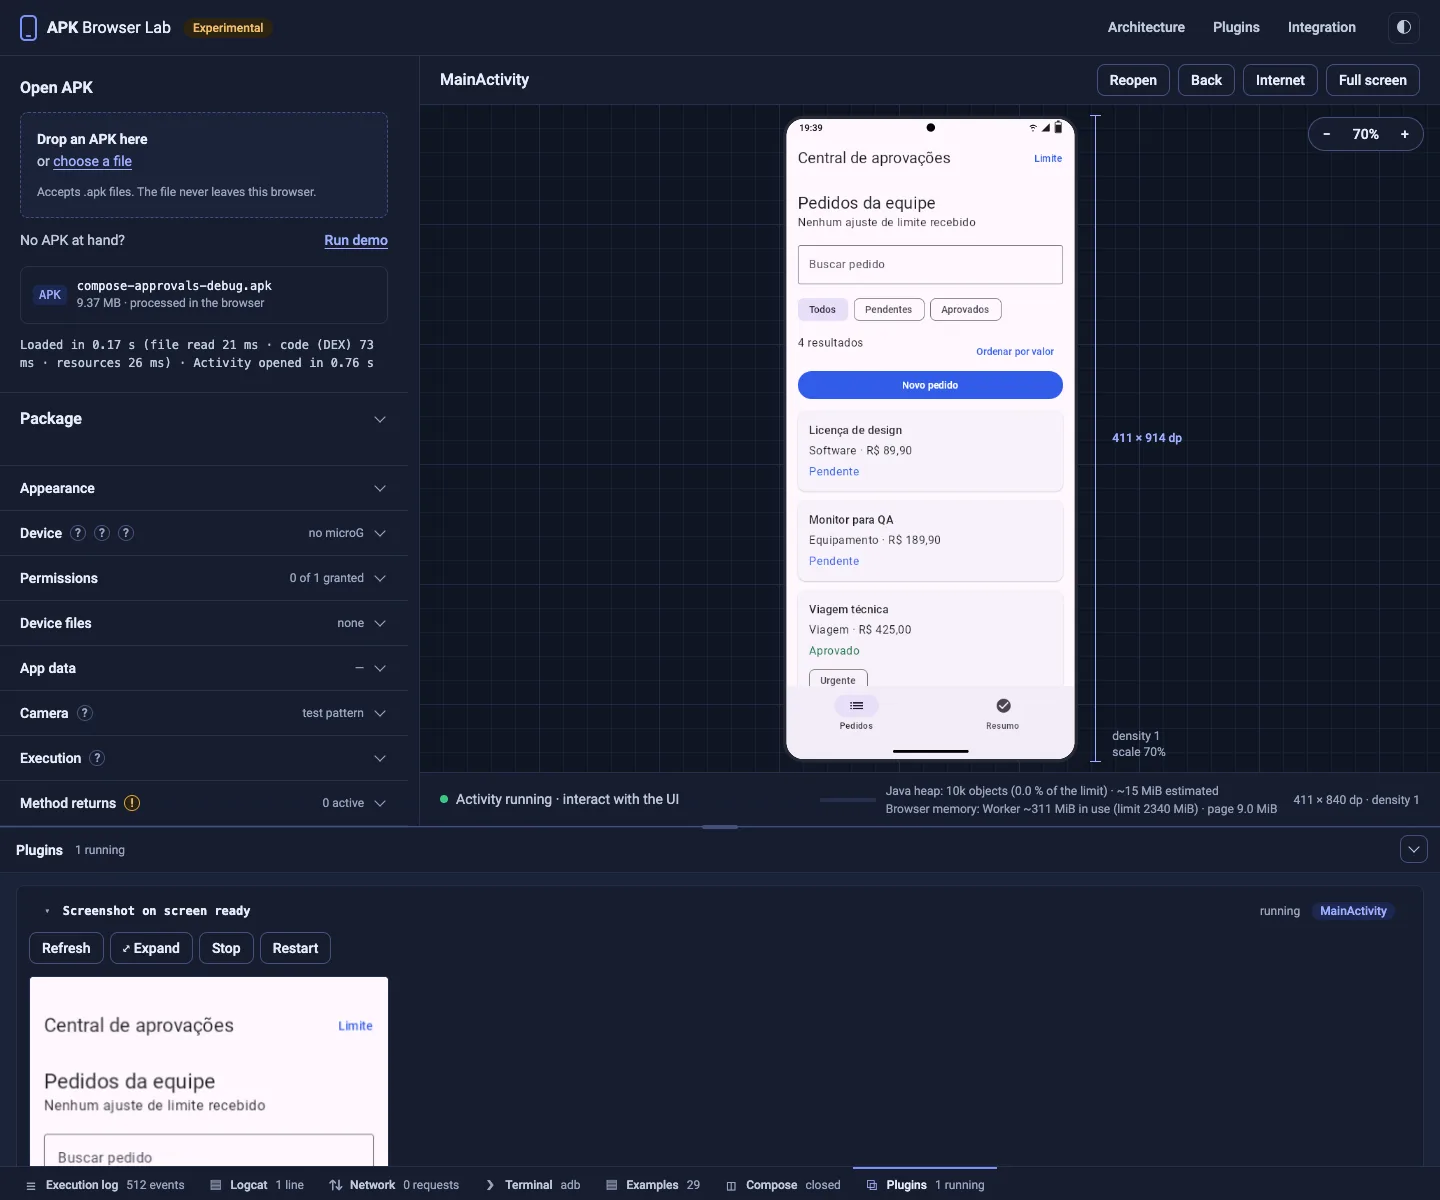 APK Browser Lab Experimental
Architecture Plugins Integration
Open APK
Drop an APK here
or choose a file
Accepts .apk files. The file never leaves this browser.
No APK at hand? Run demo
APK compose-approvals-debug.apk
9.37 MB · processed in the browser
Loaded in 0.17 s (file read 21 ms · code (DEX) 73
ms · resources 26 ms) · Activity opened in 0.76 s
Package
Appearance
Device ? ? ? no microG
Permissions 0 of 1 granted
Device files none
App data –
Camera ? test pattern
Execution ?
Method returns ! 0 active
MainActivity
Reopen Back Internet Full screen
− 70% +
19:39
Central de aprovações Limite
Pedidos da equipe
Nenhum ajuste de limite recebido
Buscar pedido
Todos Pendentes Aprovados
4 resultados
Ordenar por valor
Novo pedido
Licença de design
Software · R$ 89,90
Pendente
Monitor para QA
Equipamento · R$ 189,90
Pendente
Viagem técnica
Viagem · R$ 425,00
Aprovado
Urgente
Pedidos Resumo
411 × 914 dp
density 1
scale 70%
Activity running · interact with the UI
Java heap: 10k objects (0.0 % of the limit) · ~15 MiB estimated
Browser memory: Worker ~311 MiB in use (limit 2340 MiB) · page 9.0 MiB
411 × 840 dp · density 1
Plugins 1 running
Screenshot on screen ready
running MainActivity
Refresh Expand Stop Restart
Central de aprovações Limite
Pedidos da equipe
Nenhum ajuste de limite recebido
Buscar pedido
Execution log 512 events Logcat 1 line Network 0 requests Terminal adb Examples 29 Compose closed Plugins 1 running